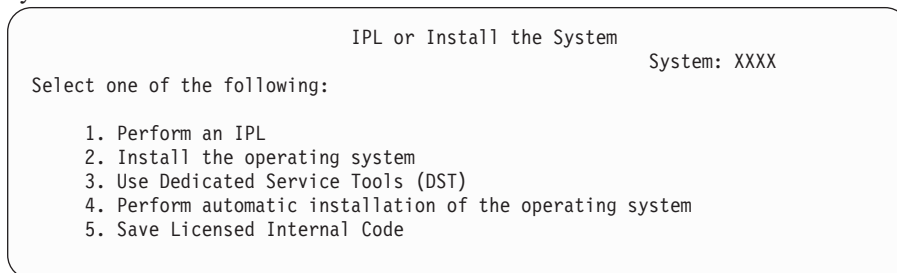 IPL or Install the System
System: XXXX
Select one of the following:
1. Perform an IPL
2. Install the operating system
3. Use Dedicated Service Tools (DST)
4. Perform automatic installation of the operating system
5. Save Licensed Internal Code